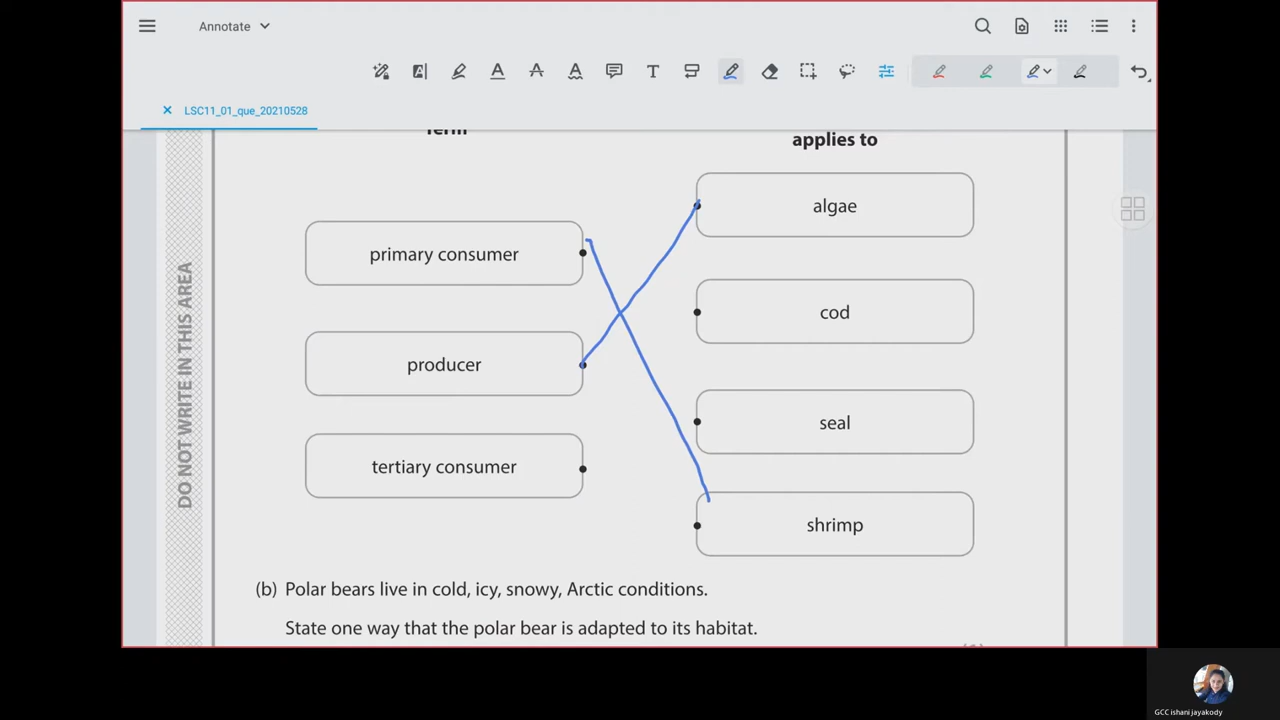 Annotate
LSC11_01_que_20210528
Term
applies to
algae
primary consumer
cod
producer
seal
tertiary consumer
shrimp
(b) Polar bears live in cold, icy, snowy, Arctic conditions.
State one way that the polar bear is adapted to its habitat.
DO NOT WRITE IN THIS AREA
GCC ishani jayakody